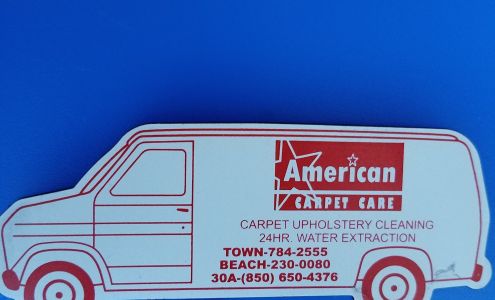 American
CARPET CARE
CARPET UPHOLSTERY CLEANING
24HR. WATER EXTRACTION
TOWN-784-2555
BEACH-230-0080
30A-(850) 650-4376